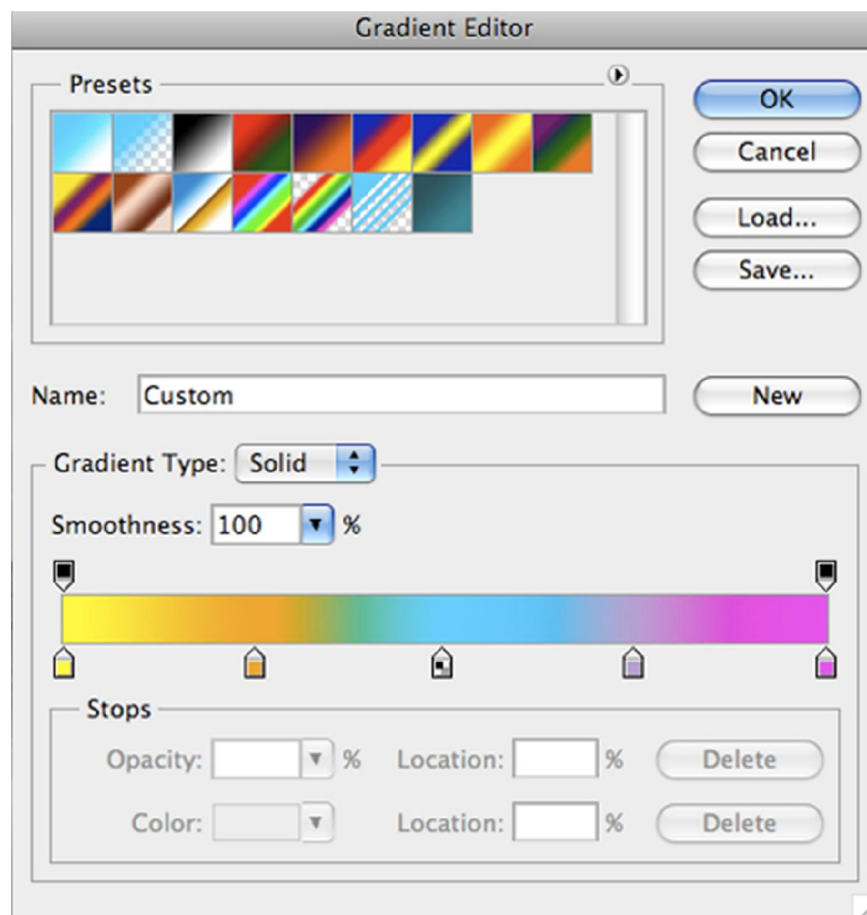 Gradient Editor
Presets
OK
Cancel
Load...
Save...
Name: Custom
New
Gradient Type: Solid
Smoothness: 100 %
Stops
Opacity: % Location: % Delete
Color: Location: % Delete